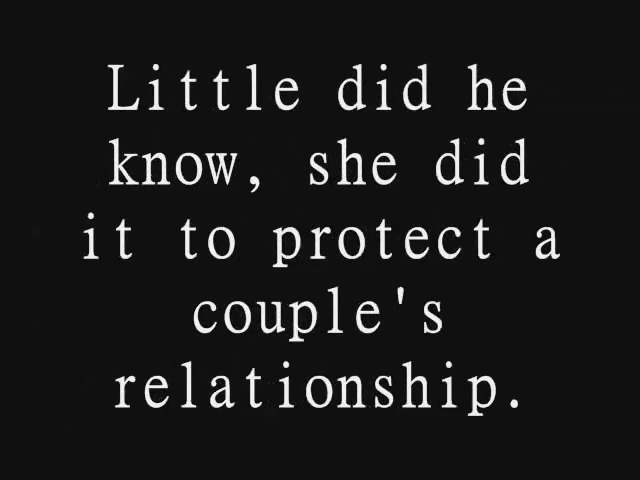 Little did he
know, she did
it to protect a
couple's
relationship.